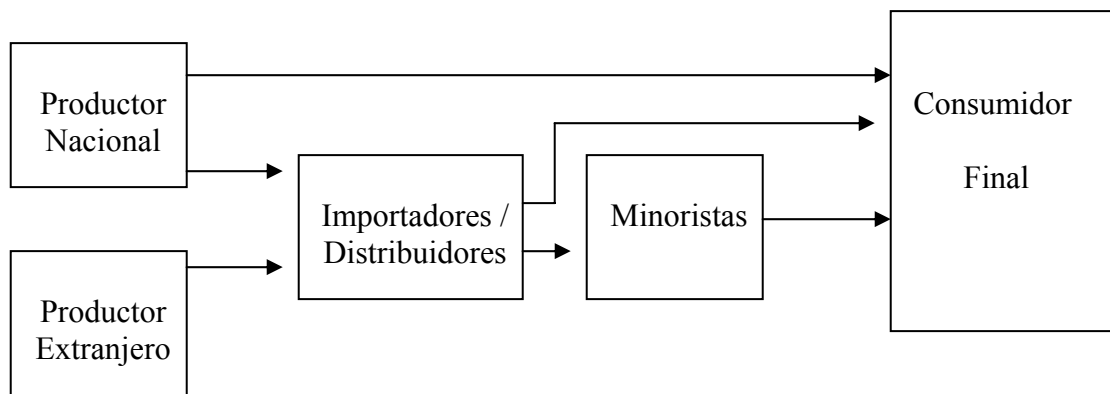 Productor
Nacional
Importadores /
Distribuidores
Minoristas
Consumidor
Final
Productor
Extranjero